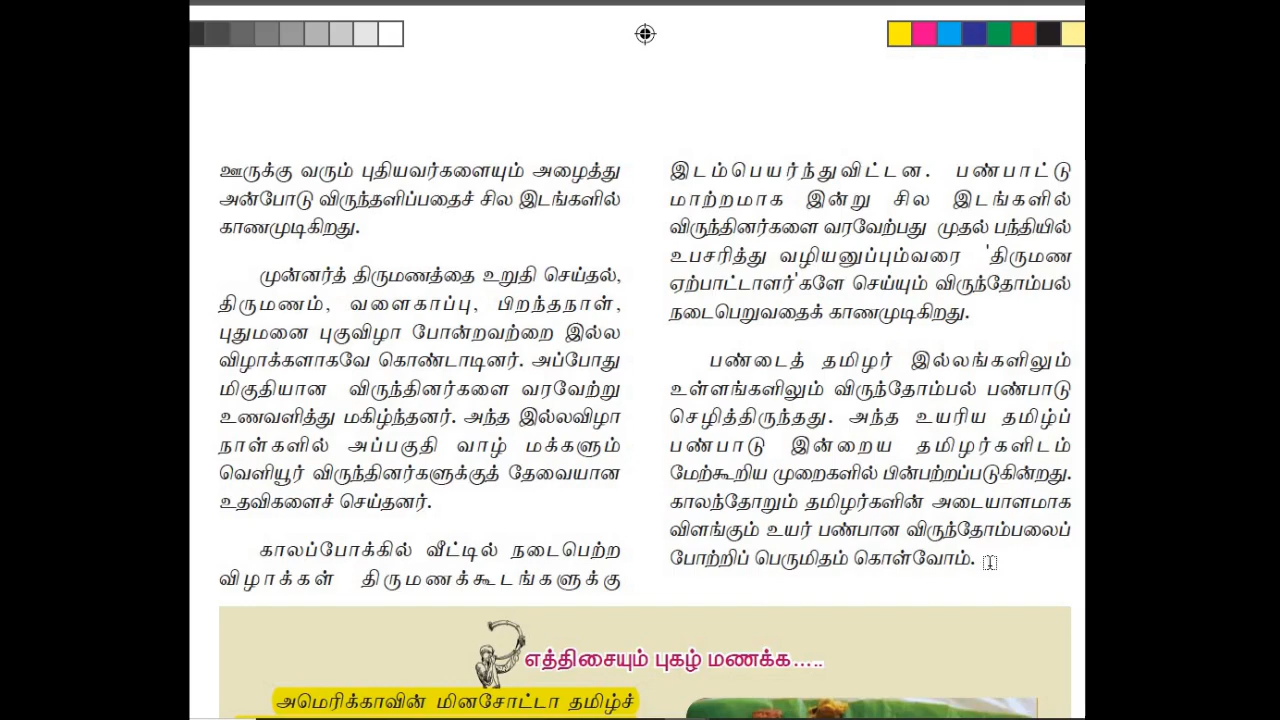 ஊருக்கு வரும் புதியவர்களையும் அழைத்து
அன்போடு விருந்தளிப்பதைச் சில இடங்களில்
காணமுடிகிறது.
முன்னர்த் திருமணத்தை உறுதி செய்தல்,
திருமணம், வளைகாப்பு, பிறந்தநாள்,
புதுமனை புகுவிழா போன்றவற்றை இல்ல
விழாக்களாகவே கொண்டாடினர். அப்போது
மிகுதியான விருந்தினர்களை வரவேற்று
உணவளித்து மகிழ்ந்தனர். அந்த இல்லவிழா
நாள்களில் அப்பகுதி வாழ் மக்களும்
வெளியூர் விருந்தினர்களுக்குத் தேவையான
உதவிகளைச் செய்தனர்.
காலப்போக்கில் வீட்டில் நடைபெற்ற
விழாக்கள் திருமணக்கூடங்களுக்கு
இடம்பெயர்ந்துவிட்டன. பண்பாட்டு
மாற்றமாக இன்று சில இடங்களில்
விருந்தினர்களை வரவேற்பது முதல் பந்தியில்
உபசரித்து வழியனுப்பும்வரை 'திருமண
ஏற்பாட்டாளர்'களே செய்யும் விருந்தோம்பல்
நடைபெறுவதைக் காணமுடிகிறது.
பண்டைத் தமிழர் இல்லங்களிலும்
உள்ளங்களிலும் விருந்தோம்பல் பண்பாடு
செழித்திருந்தது. அந்த உயரிய தமிழ்ப்
பண்பாடு இன்றைய தமிழர்களிடம்
மேற்கூறிய முறைகளில் பின்பற்றப்படுகின்றது.
காலந்தோறும் தமிழர்களின் அடையாளமாக
விளங்கும் உயர் பண்பான விருந்தோம்பலைப்
போற்றிப் பெருமிதம் கொள்வோம்.
எத்திசையும் புகழ் மணக்க.....
அமெரிக்காவின் மினசோட்டா தமிழ்ச்